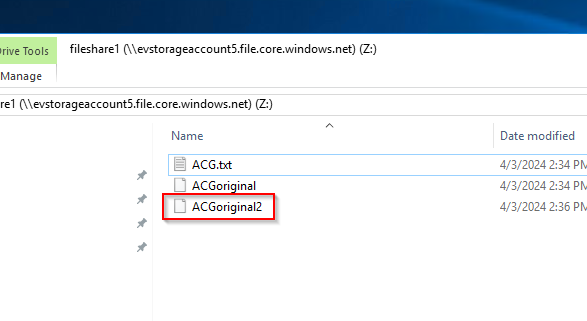 rive Tools
fileshare1 (\\evstorageaccount5.file.core.windows.net) (Z:)
Manage
re1 (\\evstorageaccount5.file.core.windows.net) (Z:)
Name Date modified
ACG.txt 4/3/2024 2:34 PM
ACGoriginal 4/3/2024 2:34 PM
ACGoriginal2 4/3/2024 2:36 PM